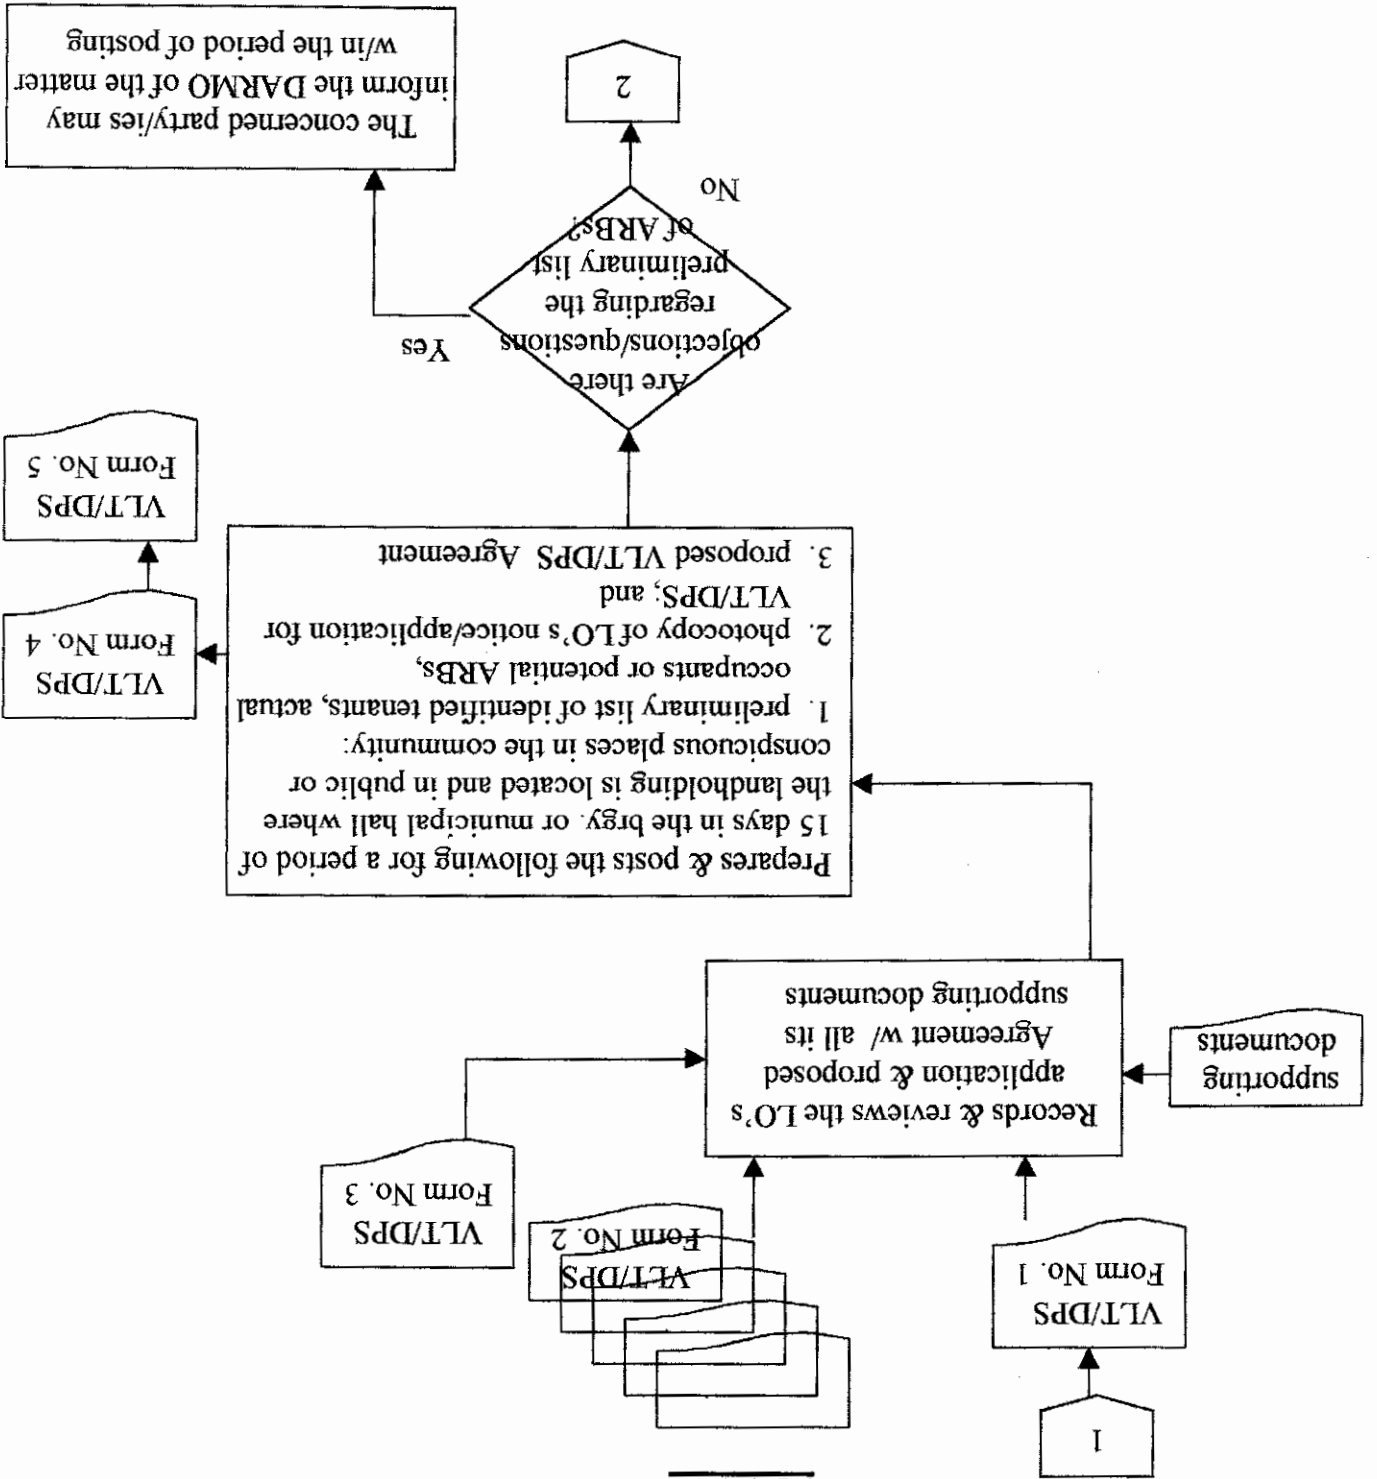 1
VLT/DPS
Form No. 1
VLT/DPS
Form No. 2
VLT/DPS
Form No. 3
supporting
documents
Records & reviews the LO's
application & proposed
Agreement w/ all its
supporting documents
Prepares & posts the following for a period of
15 days in the brgy. or municipal hall where
the landholding is located and in public or
conspicuous places in the community:
1. preliminary list of identified tenants, actual
occupants or potential ARBs,
2. photocopy of LO's notice/application for
VLT/DPS; and
3. proposed VLT/DPS Agreement
VLT/DPS
Form No. 4
VLT/DPS
Form No. 5
Are there
objections/questions
regarding the
preliminary list
of ARBs?
Yes
No
2
The concerned party/ies may
inform the DARMO of the matter
w/in the period of posting